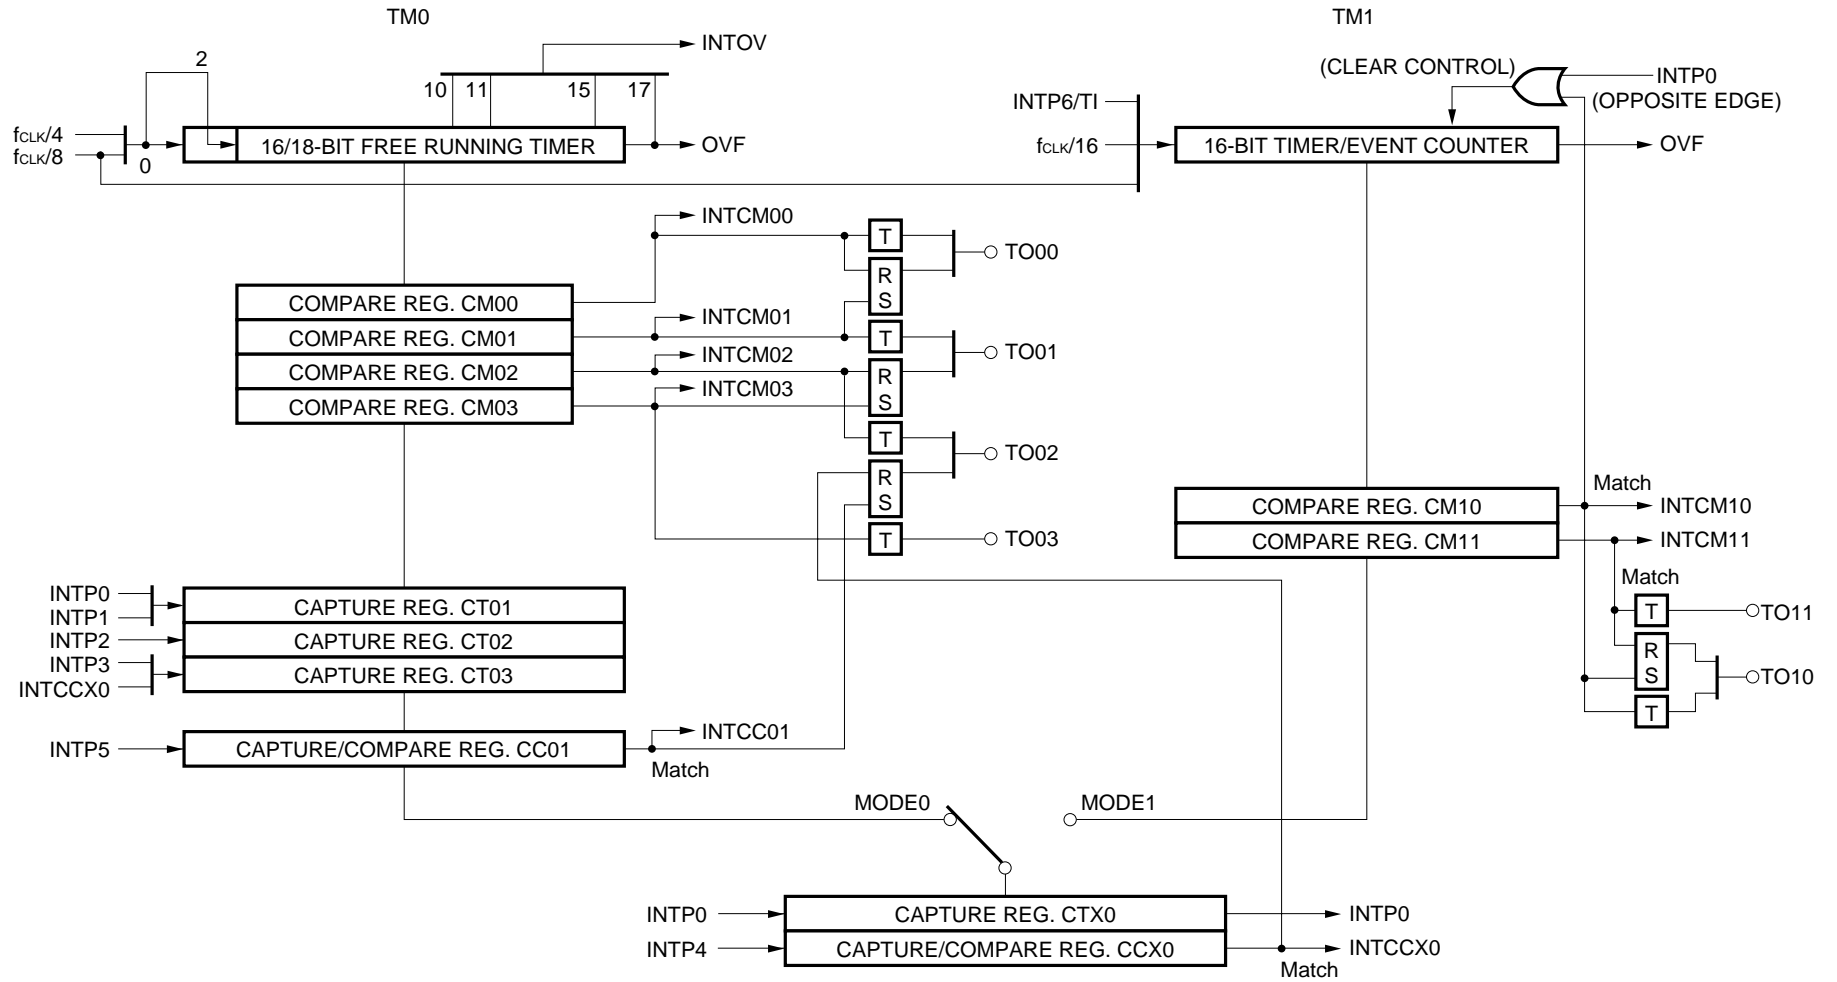 TM0
TM1
INTOV
2
10
11
15
17
(CLEAR CONTROL)
INTP0
(OPPOSITE EDGE)
INTP6/TI
fCLK/4
fCLK/8
0
16/18-BIT FREE RUNNING TIMER
OVF
fCLK/16
16-BIT TIMER/EVENT COUNTER
OVF
INTCM00
T
TO00
R
S
COMPARE REG. CM00
INTCM01
COMPARE REG. CM01
T
TO01
INTCM02
COMPARE REG. CM02
R
S
INTCM03
COMPARE REG. CM03
T
TO02
R
S
T
TO03
Match
COMPARE REG. CM10
INTCM10
COMPARE REG. CM11
INTCM11
Match
T
TO11
R
S
TO10
T
INTP0
INTP1
CAPTURE REG. CT01
INTP2
CAPTURE REG. CT02
INTP3
INTCCX0
CAPTURE REG. CT03
INTP5
CAPTURE/COMPARE REG. CC01
INTCC01
Match
MODE0
MODE1
INTP0
CAPTURE REG. CTX0
INTP0
INTP4
CAPTURE/COMPARE REG. CCX0
INTCCX0
Match